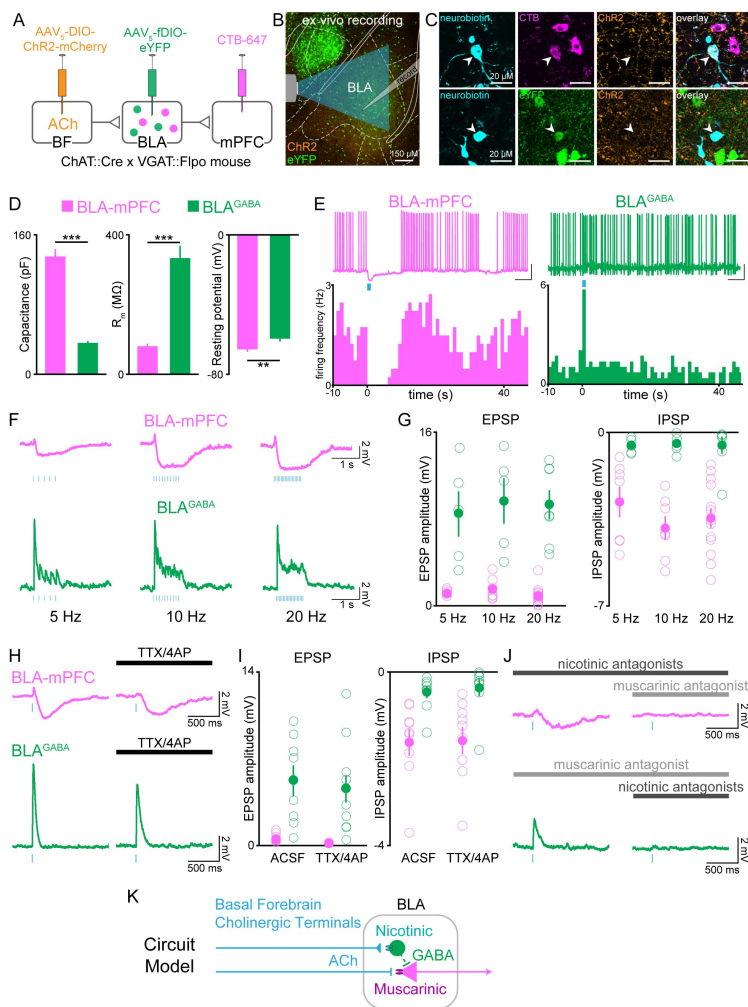 A
AAV5-DIO-
ChR2-mCherry
AAV5-fDIO-
eYFP
CTB-647
ACh
BF
BLA
mPFC
ChAT::Cre x VGAT::Flpo mouse
B
ex vivo recording
BLA
record
ChR2
eYFP
150 µM
C
neurobiotin
CTB
ChR2
overlay
20 µM
neurobiotin
eYFP
ChR2
overlay
20 µM
D
BLA-mPFC
BLAGABA
160
Capacitance (pF)
0
***
400
Rm (MΩ)
0
***
0
Resting potential (mV)
-80
**
E
BLA-mPFC
BLAGABA
3
firing frequency
(Hz)
0
-10
0
time (s)
40
6
0
-10
0
time (s)
40
F
BLA-mPFC
2 mV
1 s
BLAGABA
2 mV
1 s
5 Hz
10 Hz
20 Hz
G
EPSP
16
EPSP amplitude (mV)
0
5 Hz
10 Hz
20 Hz
IPSP
0
IPSP amplitude (mV)
-7
5 Hz
10 Hz
20 Hz
H
TTX/4AP
BLA-mPFC
2 mV
500 ms
BLAGABA
TTX/4AP
2 mV
500 ms
I
EPSP
14
EPSP amplitude (mV)
0
ACSF
TTX/4AP
IPSP
0
IPSP amplitude (mV)
-4
ACSF
TTX/4AP
J
nicotinic antagonists
muscarinic antagonist
2 mV
500 ms
muscarinic antagonist
nicotinic antagonists
2 mV
500 ms
K
Basal Forebrain
Cholinergic Terminals
BLA
Circuit
Model
Nicotinic
GABA
ACh
Muscarinic